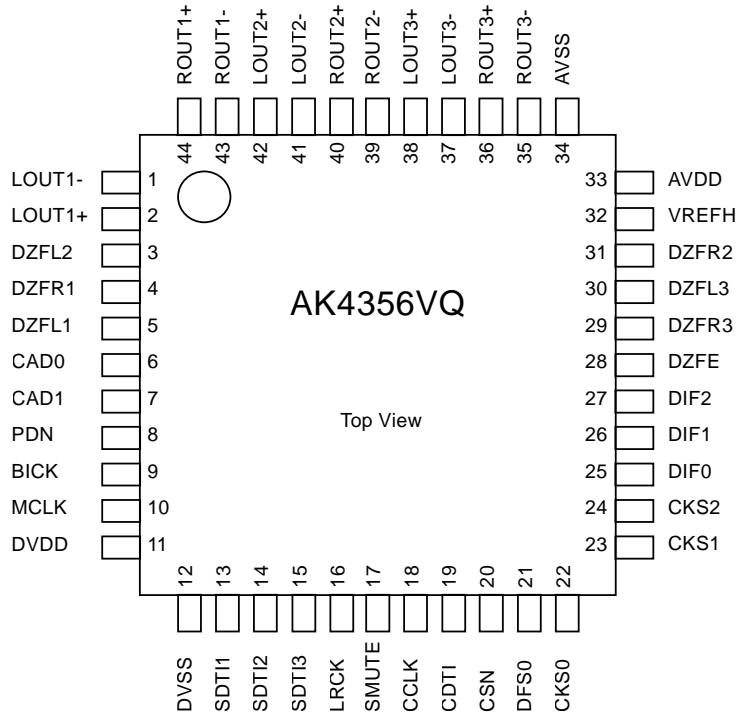 ROUT1+
ROUT1-
LOUT2+
LOUT2-
ROUT2+
ROUT2-
LOUT3+
LOUT3-
ROUT3+
ROUT3-
AVSS
44
43
42
41
40
39
38
37
36
35
34
LOUT1- 1
LOUT1+ 2
DZFL2 3
DZFR1 4
DZFL1 5
CAD0 6
CAD1 7
PDN 8
BICK 9
MCLK 10
DVDD 11
AK4356VQ
Top View
33 AVDD
32 VREFH
31 DZFR2
30 DZFL3
29 DZFR3
28 DZFE
27 DIF2
26 DIF1
25 DIF0
24 CKS2
23 CKS1
12
13
14
15
16
17
18
19
20
21
22
DVSS
SDTI1
SDTI2
SDTI3
LRCK
SMUTE
CCLK
CDTI
CSN
DFS0
CKS0